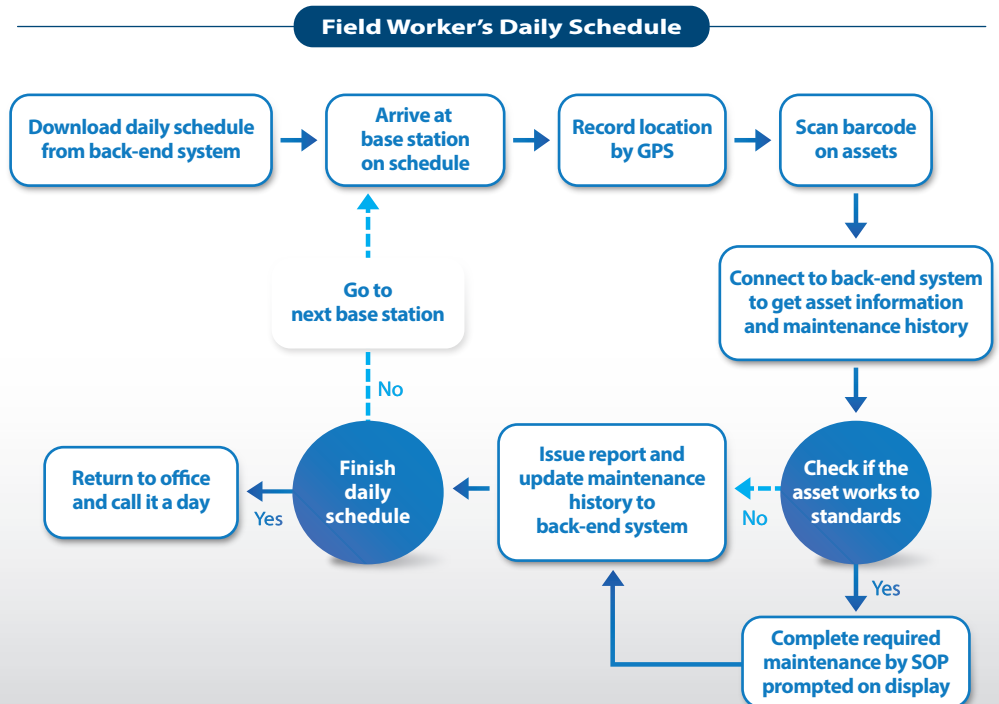 Field Worker's Daily Schedule
Download daily schedule
from back-end system
Arrive at
base station
on schedule
Record location
by GPS
Scan barcode
on assets
Connect to back-end system
to get asset information
and maintenance history
Check if the
asset works to
standards
No
Yes
Complete required
maintenance by SOP
prompted on display
Issue report and
update maintenance
history to
back-end system
Finish
daily
schedule
No
Go to
next base station
Yes
Return to office
and call it a day